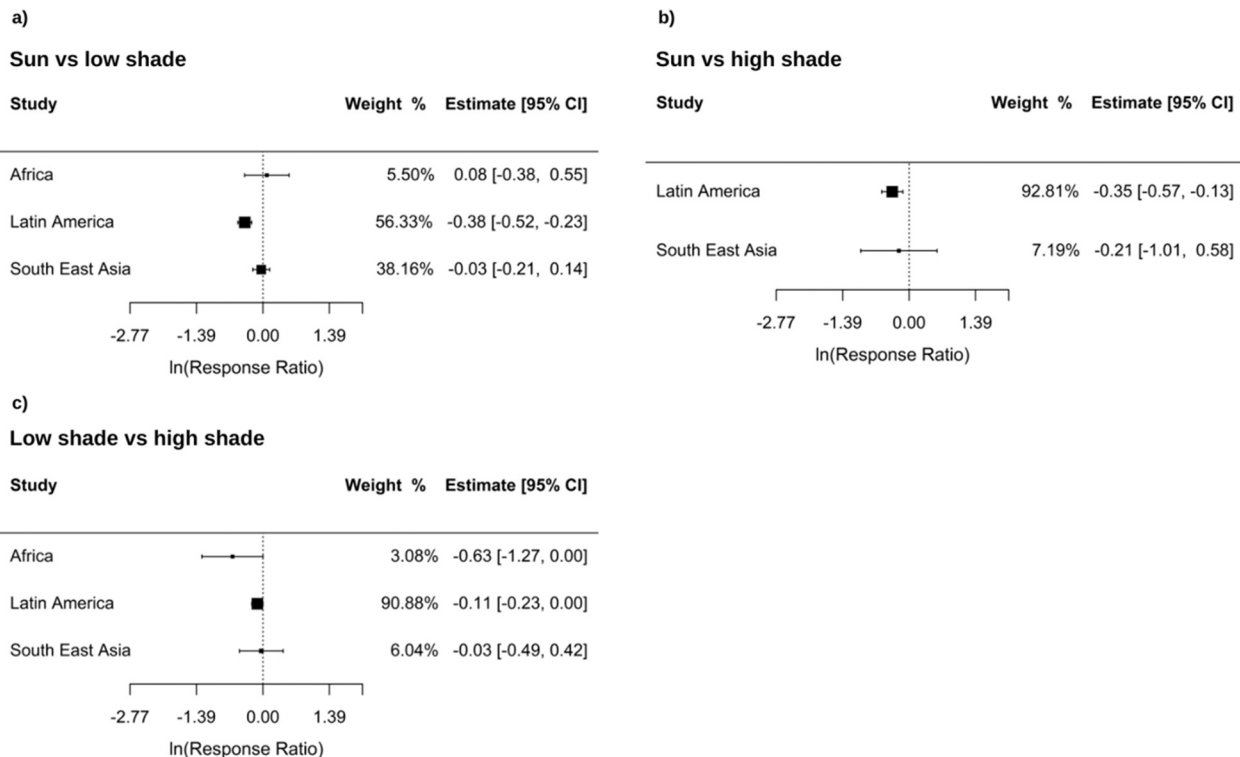 a)
Sun vs low shade
Study Weight % Estimate [95% CI]
Africa 5.50% 0.08 [-0.38, 0.55]
Latin America 56.33% -0.38 [-0.52, -0.23]
South East Asia 38.16% -0.03 [-0.21, 0.14]
-2.77 -1.39 0.00 1.39
ln(Response Ratio)
b)
Sun vs high shade
Study Weight % Estimate [95% CI]
Latin America 92.81% -0.35 [-0.57, -0.13]
South East Asia 7.19% -0.21 [-1.01, 0.58]
-2.77 -1.39 0.00 1.39
ln(Response Ratio)
c)
Low shade vs high shade
Study Weight % Estimate [95% CI]
Africa 3.08% -0.63 [-1.27, 0.00]
Latin America 90.88% -0.11 [-0.23, 0.00]
South East Asia 6.04% -0.03 [-0.49, 0.42]
-2.77 -1.39 0.00 1.39
ln(Response Ratio)